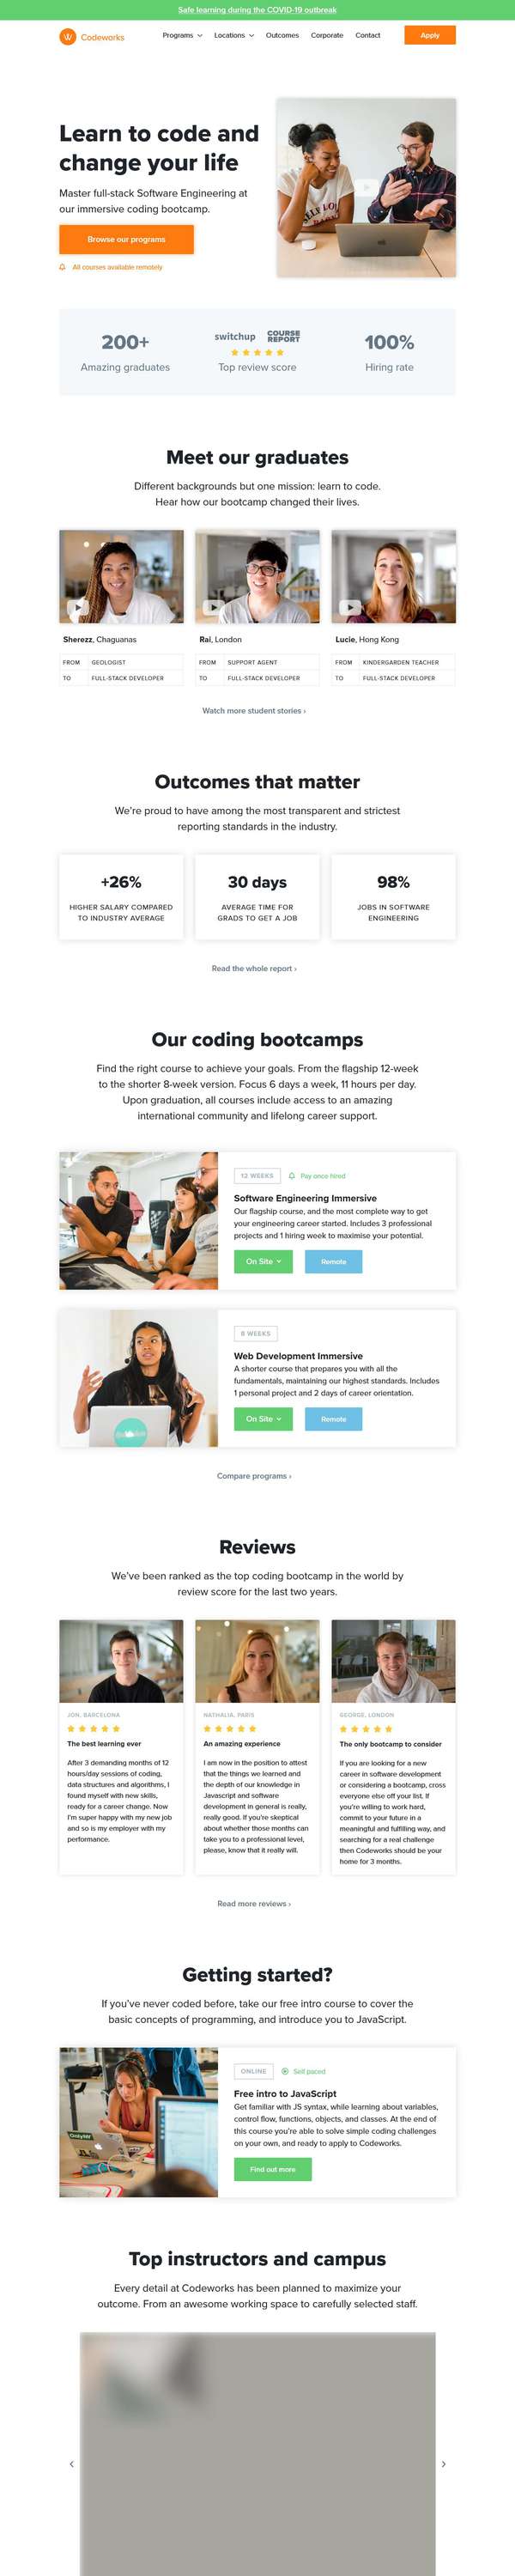 Safe learning during the COVID-19 outbreak
Codeworks
Programs
Locations
Outcomes
Corporate
Contact
Apply
Learn to code and
change your life
Master full-stack Software Engineering at
our immersive coding bootcamp.
Browse our programs
All courses available remotely
200+
Amazing graduates
switchup
COURSE
REPORT
Top review score
100%
Hiring rate
Meet our graduates
Different backgrounds but one mission: learn to code.
Hear how our bootcamp changed their lives.
Sherezz, Chaguanas
FROM GEOLOGIST
TO FULL-STACK DEVELOPER
Rai, London
FROM SUPPORT AGENT
TO FULL-STACK DEVELOPER
Lucie, Hong Kong
FROM KINDERGARDEN TEACHER
TO FULL-STACK DEVELOPER
Watch more student stories ›
Outcomes that matter
We're proud to have among the most transparent and strictest
reporting standards in the industry.
+26%
HIGHER SALARY COMPARED
TO INDUSTRY AVERAGE
30 days
AVERAGE TIME FOR
GRADS TO GET A JOB
98%
JOBS IN SOFTWARE
ENGINEERING
Read the whole report ›
Our coding bootcamps
Find the right course to achieve your goals. From the flagship 12-week
to the shorter 8-week version. Focus 6 days a week, 11 hours per day.
Upon graduation, all courses include access to an amazing
international community and lifelong career support.
12 WEEKS
Pay once hired
Software Engineering Immersive
Our flagship course, and the most complete way to get
your engineering career started. Includes 3 professional
projects and 1 hiring week to maximise your potential.
On Site
Remote
8 WEEKS
Web Development Immersive
A shorter course that prepares you with all the
fundamentals, maintaining our highest standards. Includes
1 personal project and 2 days of career orientation.
On Site
Remote
Compare programs ›
Reviews
We've been ranked as the top coding bootcamp in the world by
review score for the last two years.
JON, BARCELONA
The best learning ever
After 3 demanding months of 12
hours/day sessions of coding,
data structures and algorithms, I
found myself with new skills,
ready for a career change. Now
I'm super happy with my new job
and so is my employer with my
performance.
NATHALIA, PARIS
An amazing experience
I am now in the position to attest
that the things we learned and
the depth of our knowledge in
Javascript and software
development in general is really,
really good. If you're skeptical
about whether those months can
take you to a professional level,
please, know that it really will.
GEORGE, LONDON
The only bootcamp to consider
If you are looking for a new
career in software development
or considering a bootcamp, cross
everyone else off your list. If
you're willing to work hard,
commit to your future in a
meaningful and fulfilling way, and
searching for a real challenge
then Codeworks should be your
home for 3 months.
Read more reviews ›
Getting started?
If you've never coded before, take our free intro course to cover the
basic concepts of programming, and introduce you to JavaScript.
ONLINE
Self paced
Free intro to JavaScript
Get familiar with JS syntax, while learning about variables,
control flow, functions, objects, and classes. At the end of
this course you're able to solve simple coding challenges
on your own, and ready to apply to Codeworks.
Find out more
Top instructors and campus
Every detail at Codeworks has been planned to maximize your
outcome. From an awesome working space to carefully selected staff.